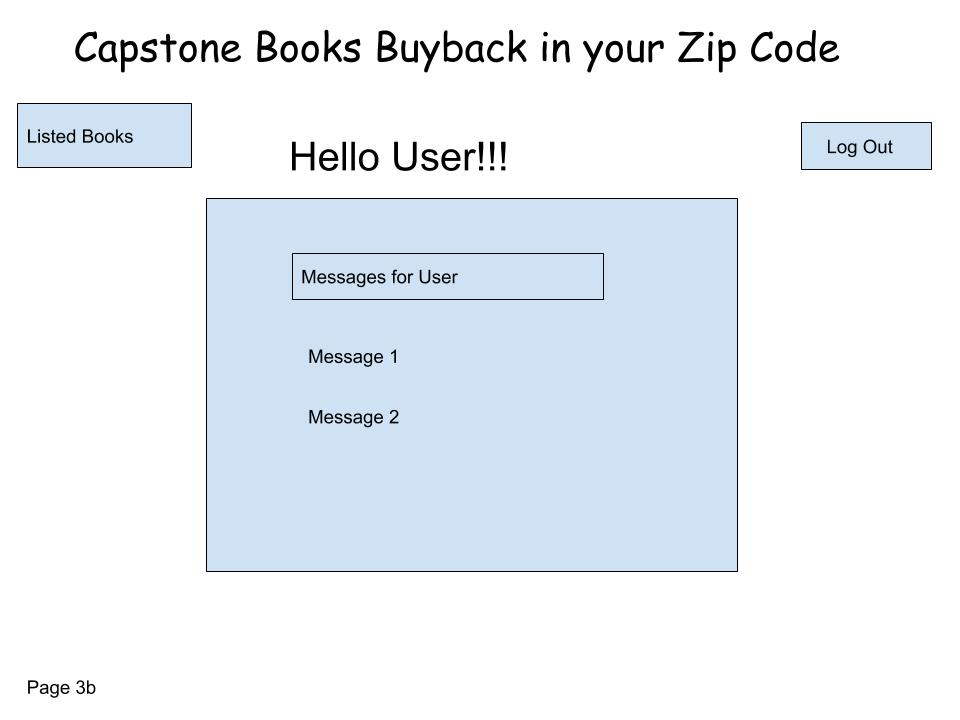 Capstone Books Buyback in your Zip Code
Listed Books
Hello User!!!
Log Out
Messages for User
Message 1
Message 2
Page 3b